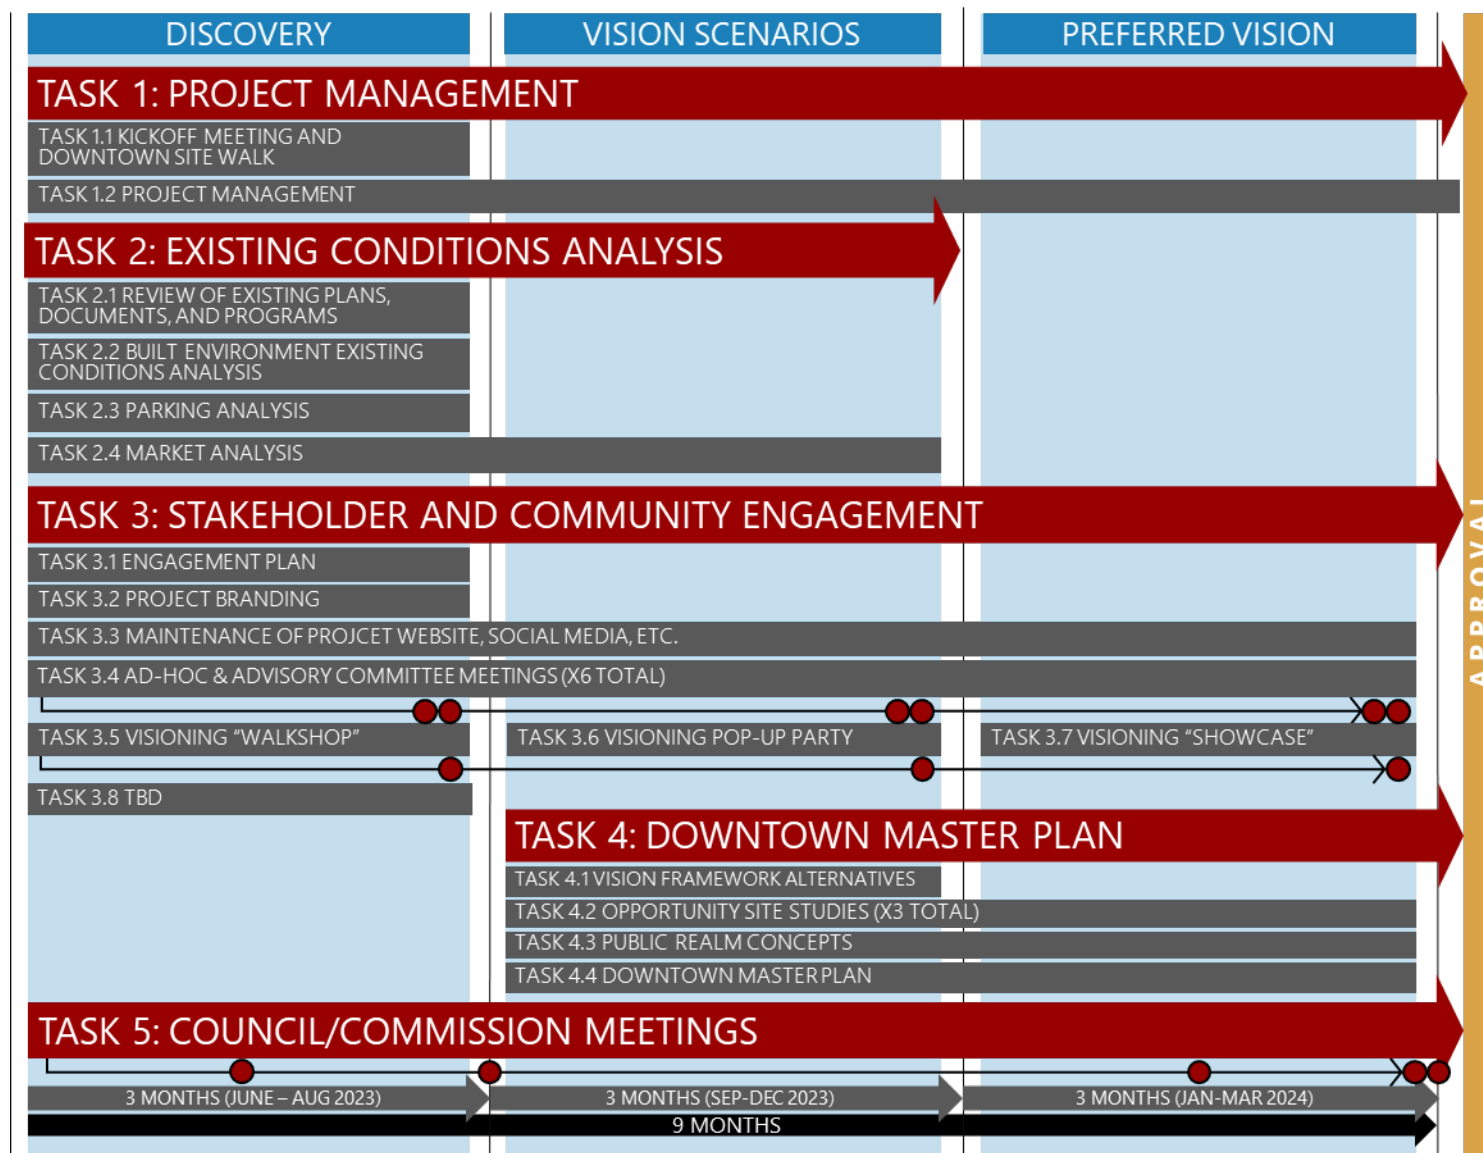 DISCOVERY
VISION SCENARIOS
PREFERRED VISION
TASK 1: PROJECT MANAGEMENT
TASK 1.1 KICKOFF MEETING AND
DOWNTOWN SITE WALK
TASK 1.2 PROJECT MANAGEMENT
TASK 2: EXISTING CONDITIONS ANALYSIS
TASK 2.1 REVIEW OF EXISTING PLANS,
DOCUMENTS, AND PROGRAMS
TASK 2.2 BUILT ENVIRONMENT EXISTING
CONDITIONS ANALYSIS
TASK 2.3 PARKING ANALYSIS
TASK 2.4 MARKET ANALYSIS
TASK 3: STAKEHOLDER AND COMMUNITY ENGAGEMENT
TASK 3.1 ENGAGEMENT PLAN
TASK 3.2 PROJECT BRANDING
TASK 3.3 MAINTENANCE OF PROJCET WEBSITE, SOCIAL MEDIA, ETC.
TASK 3.4 AD-HOC & ADVISORY COMMITTEE MEETINGS (X6 TOTAL)
TASK 3.5 VISIONING “WALKSHOP”
TASK 3.6 VISIONING POP-UP PARTY
TASK 3.7 VISIONING “SHOWCASE”
TASK 3.8 TBD
TASK 4: DOWNTOWN MASTER PLAN
TASK 4.1 VISION FRAMEWORK ALTERNATIVES
TASK 4.2 OPPORTUNITY SITE STUDIES (X3 TOTAL)
TASK 4.3 PUBLIC REALM CONCEPTS
TASK 4.4 DOWNTOWN MASTER PLAN
TASK 5: COUNCIL/COMMISSION MEETINGS
3 MONTHS (JUNE – AUG 2023)
3 MONTHS (SEP-DEC 2023)
3 MONTHS (JAN-MAR 2024)
9 MONTHS
APPROVAL